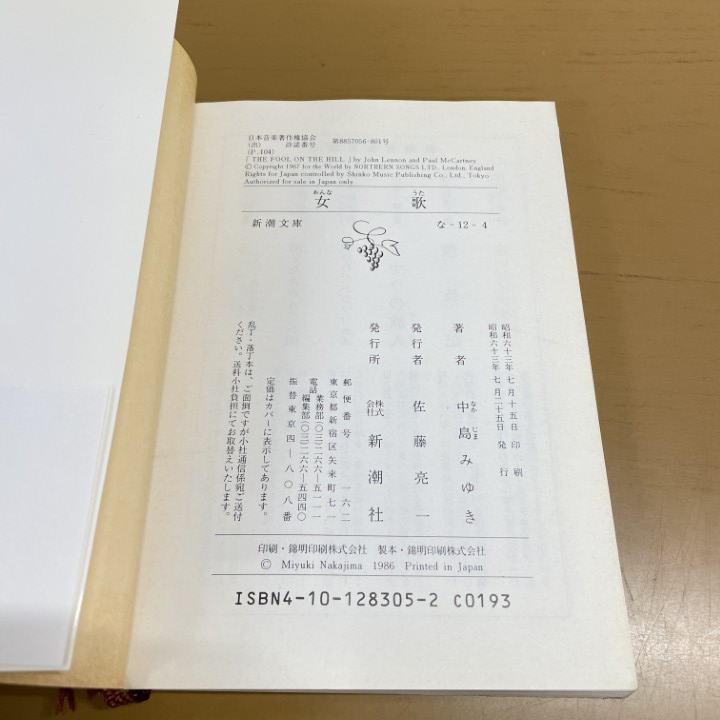 日本音楽著作権協会
(出) 許諾番号 第8857056-801号
(P.104)
「THE FOOL ON THE HILL」by John Lennon and Paul McCartney
© Copyright 1967 for the World by NORTHERN SONGS LTD., London, England
Rights for Japan controlled by Shinko Music Publishing Co., Ltd., Tokyo
Authorized for sale in Japan only
おんな うた
女歌
新潮文庫 な-12-4
昭和六十三年七月十五日印刷
昭和六十三年七月二十五日発行
著者 中島みゆき
なか じま
発行者 佐藤亮一
発行所 株式会社 新潮社
郵便番号 一六二
東京都新宿区矢来町七一
電話 業務部(〇三)二六六―五一一一
編集部(〇三)二六六―五四四〇
振替東京四―八〇八番
定価はカバーに表示してあります。
乱丁・落丁本は、ご面倒ですが小社通信係宛ご送付
ください。送料小社負担にてお取替えいたします。
印刷・錦明印刷株式会社 製本・錦明印刷株式会社
© Miyuki Nakajima 1986 Printed in Japan
ISBN4-10-128305-2 C0193